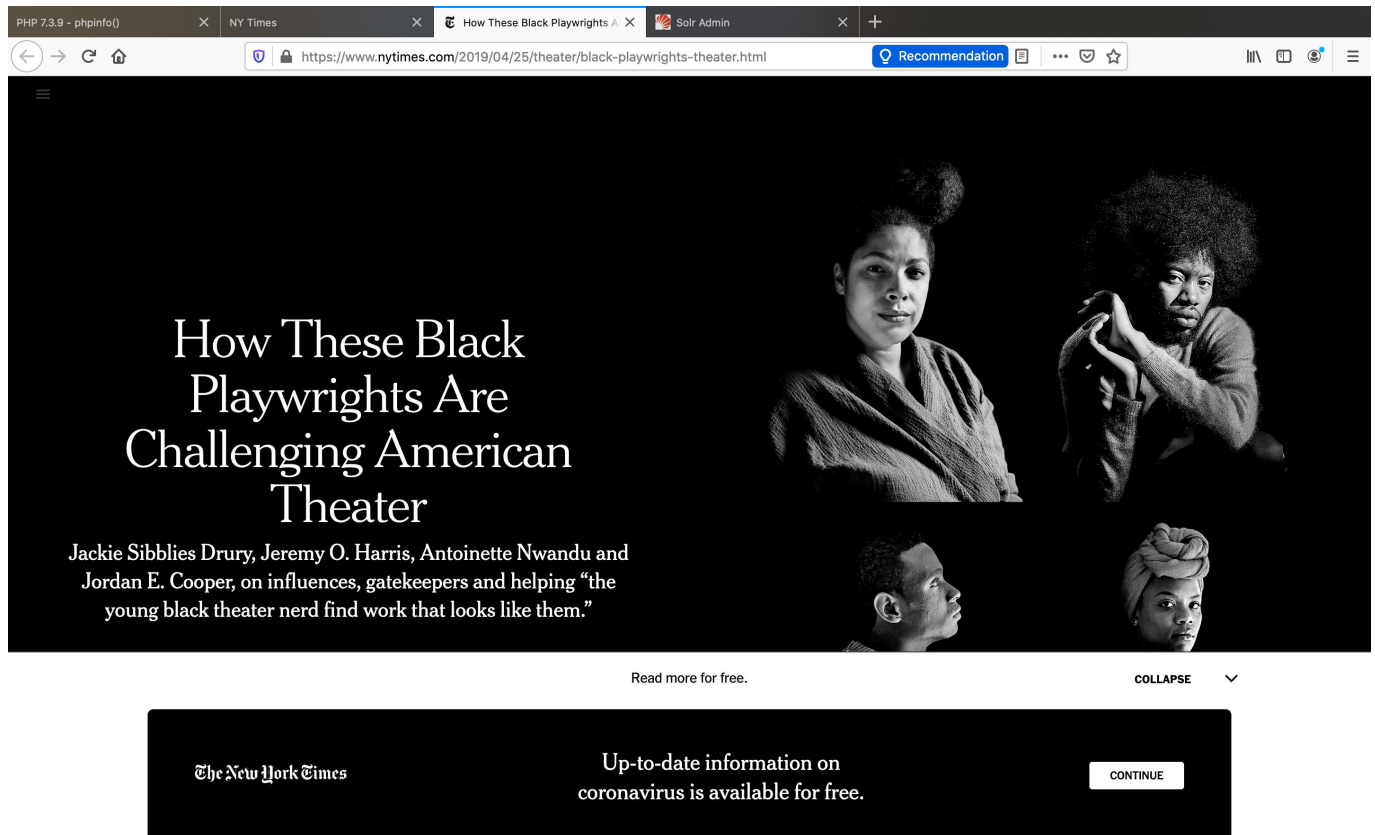 PHP 7.3.9 - phpinfo()
NY Times
How These Black Playwrights A
Solr Admin
https://www.nytimes.com/2019/04/25/theater/black-playwrights-theater.html
Recommendation
How These Black
Playwrights Are
Challenging American
Theater
Jackie Sibblies Drury, Jeremy O. Harris, Antoinette Nwandu and
Jordan E. Cooper, on influences, gatekeepers and helping “the
young black theater nerd find work that looks like them.”
Read more for free.
COLLAPSE
The New York Times
Up-to-date information on
coronavirus is available for free.
CONTINUE